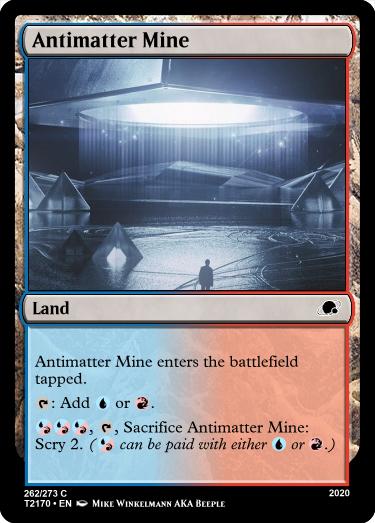 Antimatter Mine
Land
Antimatter Mine enters the battlefield
tapped.
: Add or .
, , Sacrifice Antimatter Mine:
Scry 2. ( can be paid with either or .)
262/273 C 2020
T2170 • EN MIKE WINKELMANN AKA BEEPLE